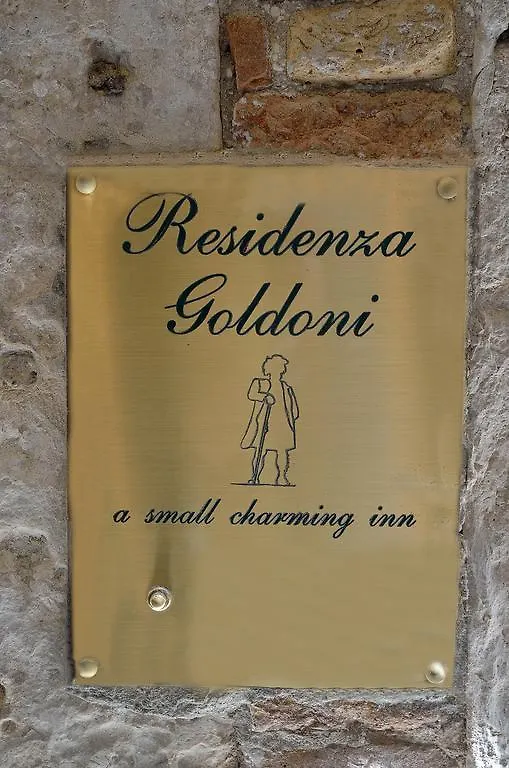 Residenza
Goldoni
a small charming inn